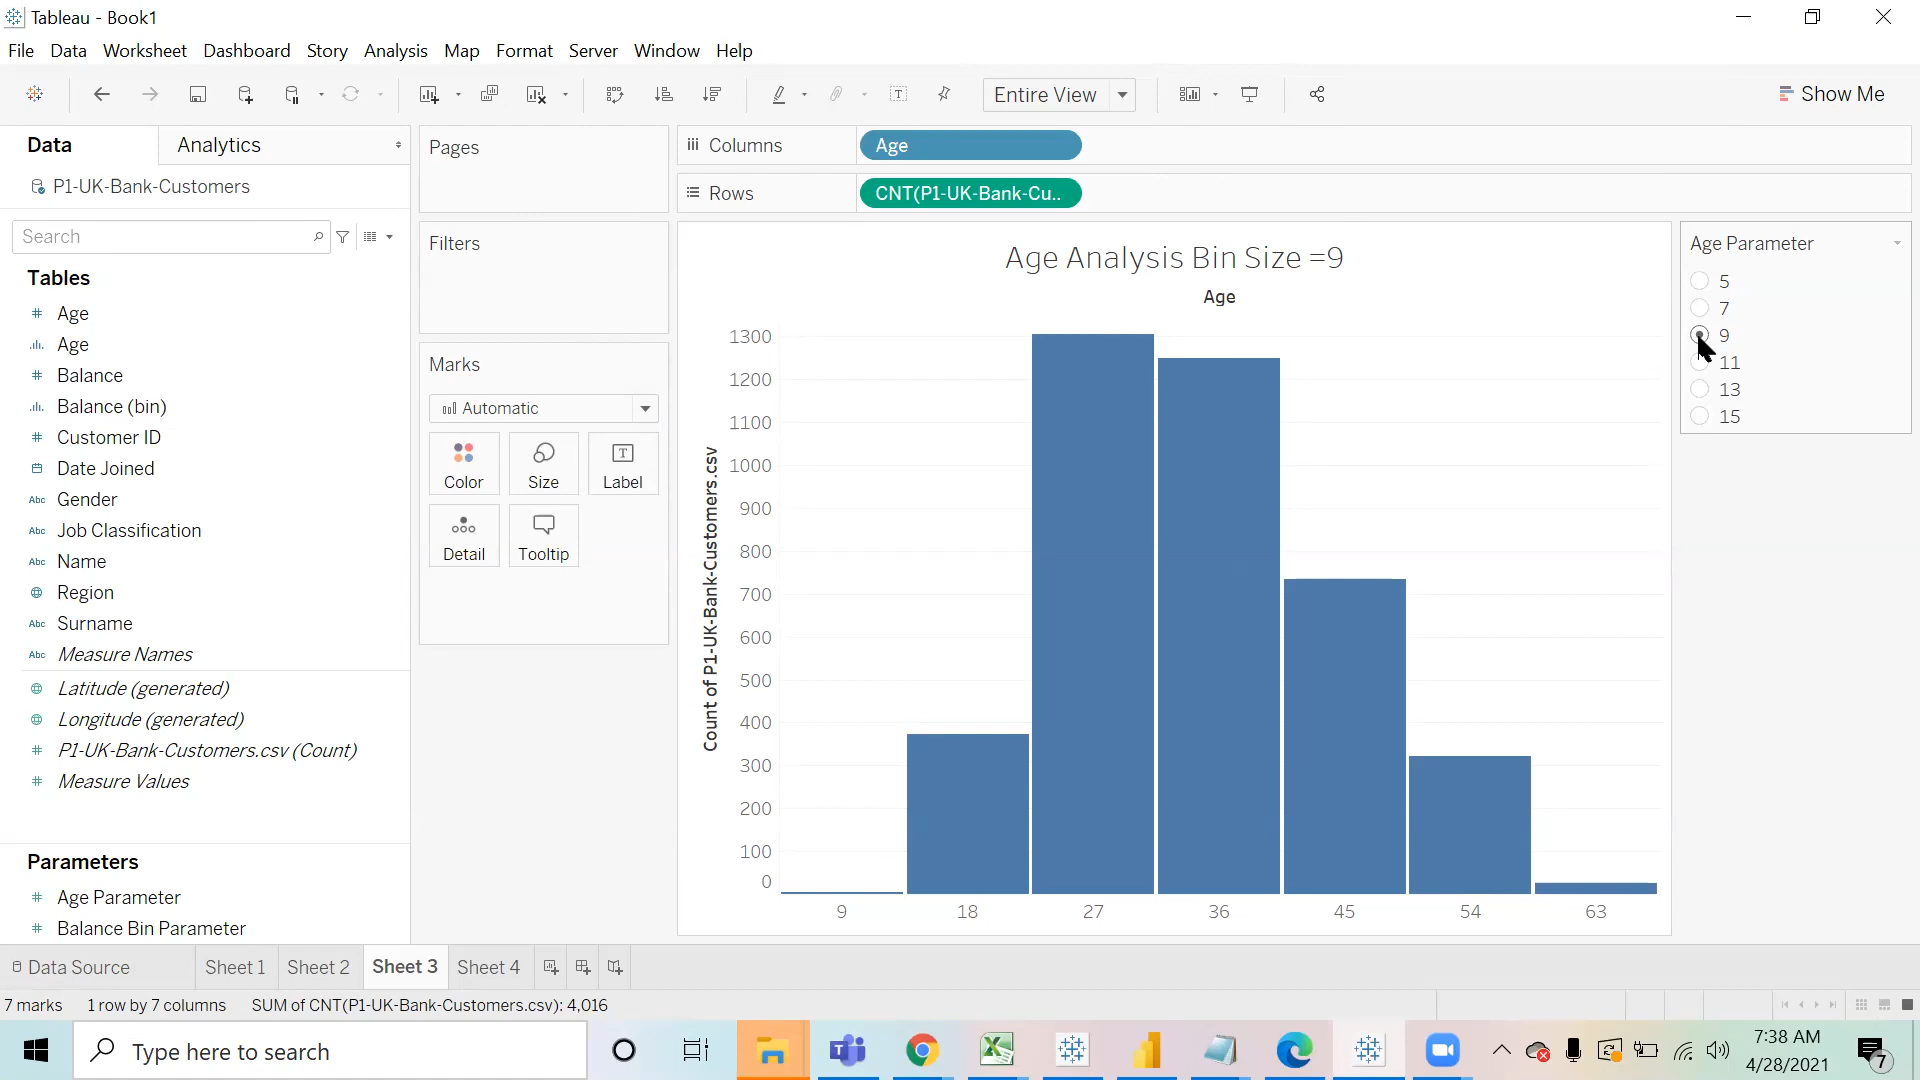 Tableau - Book1
File Data Worksheet Dashboard Story Analysis Map Format Server Window Help
Entire View
Show Me
Data
Analytics
P1-UK-Bank-Customers
Search
Tables
# Age
Age
# Balance
Balance (bin)
# Customer ID
Date Joined
Abc Gender
Abc Job Classification
Abc Name
Region
Abc Surname
Abc Measure Names
Latitude (generated)
Longitude (generated)
# P1-UK-Bank-Customers.csv (Count)
# Measure Values
Parameters
# Age Parameter
# Balance Bin Parameter
Pages
Filters
Marks
Automatic
Color
Size
T
Label
Detail
Tooltip
Columns
Age
Rows
CNT(P1-UK-Bank-Cu..
Age Analysis Bin Size =9
Age
Count of P1-UK-Bank-Customers.csv
1300
1200
1100
1000
900
800
700
600
500
400
300
200
100
0
9 18 27 36 45 54 63
Age Parameter
5
7
9
11
13
15
Data Source
Sheet 1
Sheet 2
Sheet 3
Sheet 4
7 marks 1 row by 7 columns SUM of CNT(P1-UK-Bank-Customers.csv): 4,016
Type here to search
7:38 AM
4/28/2021
7